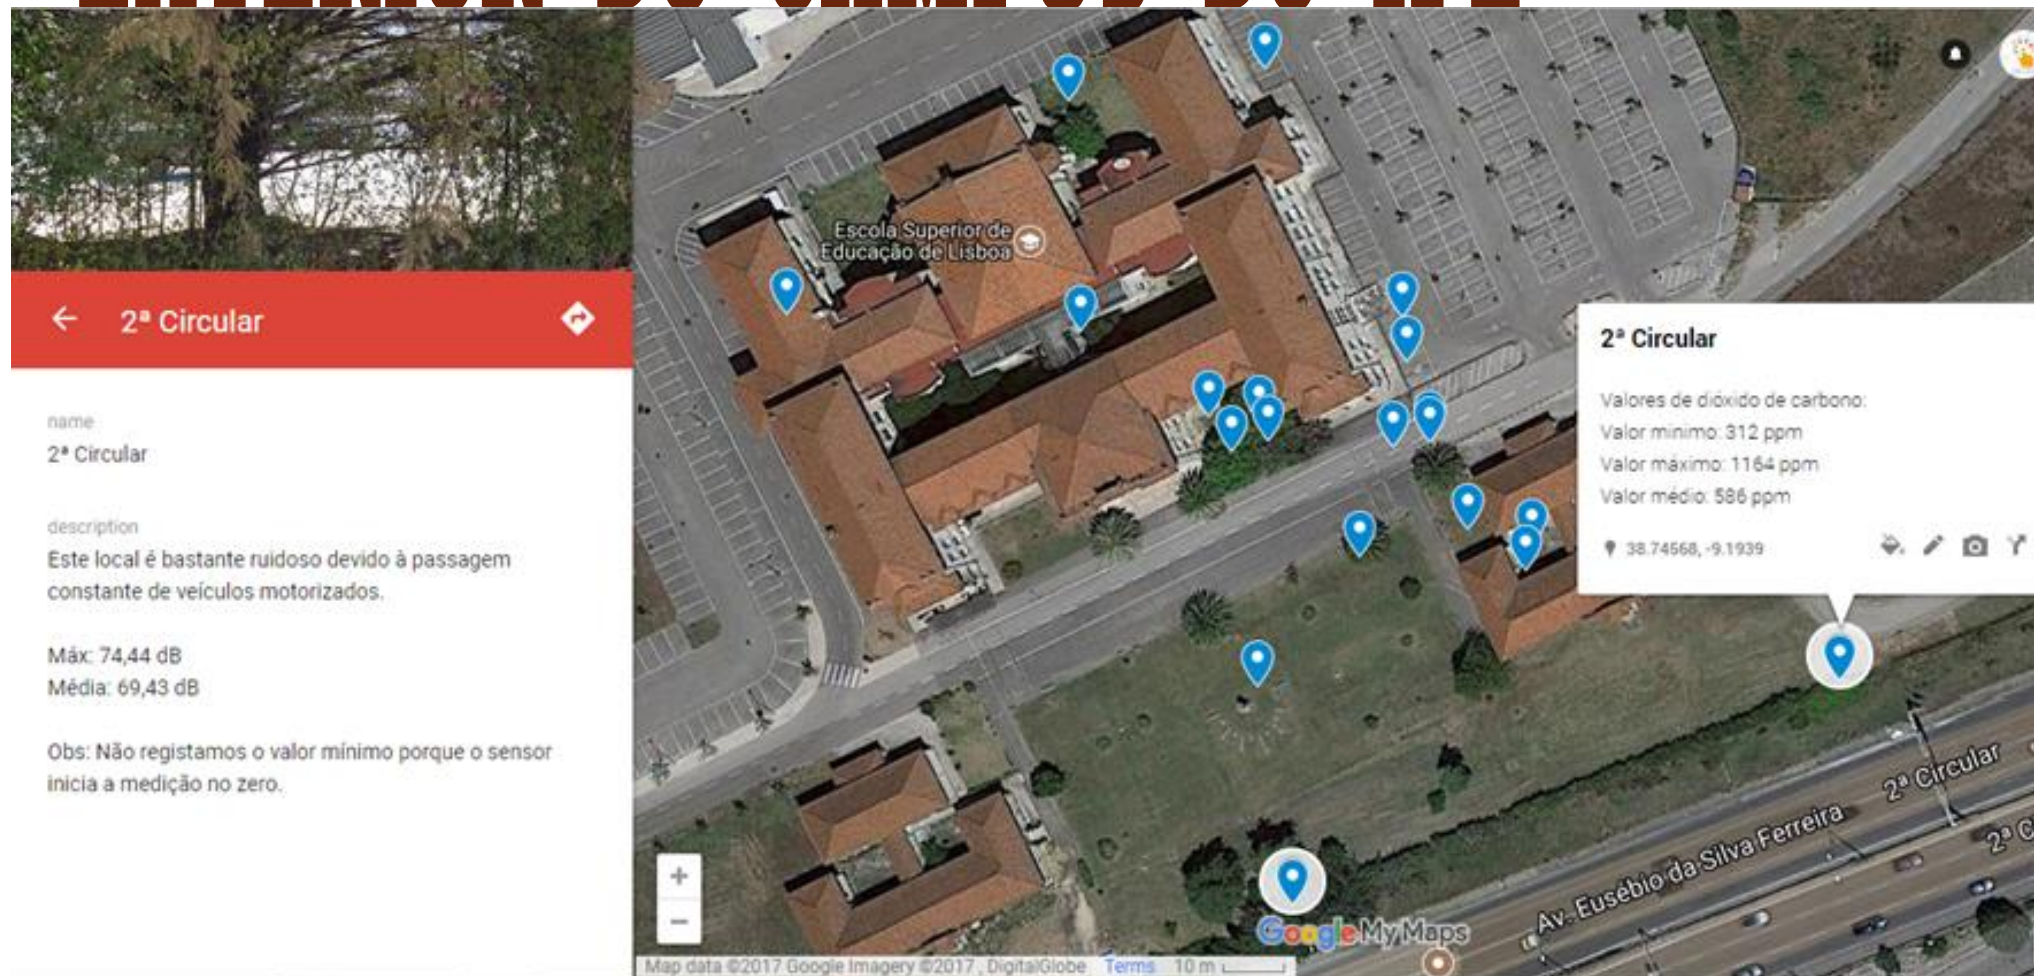 2ª Circular
name
2ª Circular
description
Este local é bastante ruidoso devido à passagem
constante de veículos motorizados.
Máx: 74,44 dB
Média: 69,43 dB
Obs: Não registamos o valor mínimo porque o sensor
inicia a medição no zero.
Escola Superior de
Educação de Lisboa
2ª Circular
Valores de dióxido de carbono:
Valor minimo: 312 ppm
Valor máximo: 1164 ppm
Valor médio: 586 ppm
38.74568, -9.1939
2ª Circular
2ª C
Av. Eusébio da Silva Ferreira
Google My Maps
Map data ©2017 Google Imagery ©2017 , DigitalGlobe Terms 10 m